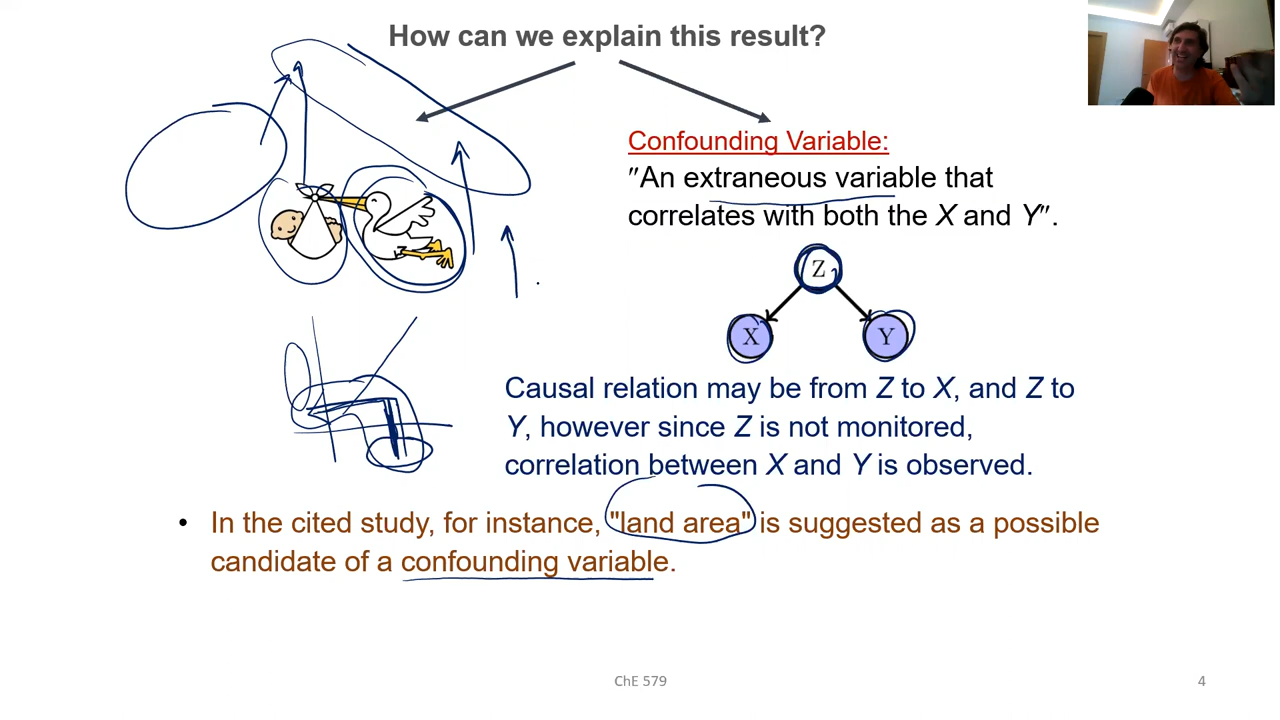 How can we explain this result?
Confounding Variable:
"An extraneous variable that
correlates with both the X and Y".
Z
X
Y
Causal relation may be from Z to X, and Z to
Y, however since Z is not monitored,
correlation between X and Y is observed.
• In the cited study, for instance, "land area" is suggested as a possible
candidate of a confounding variable.
ChE 579
4